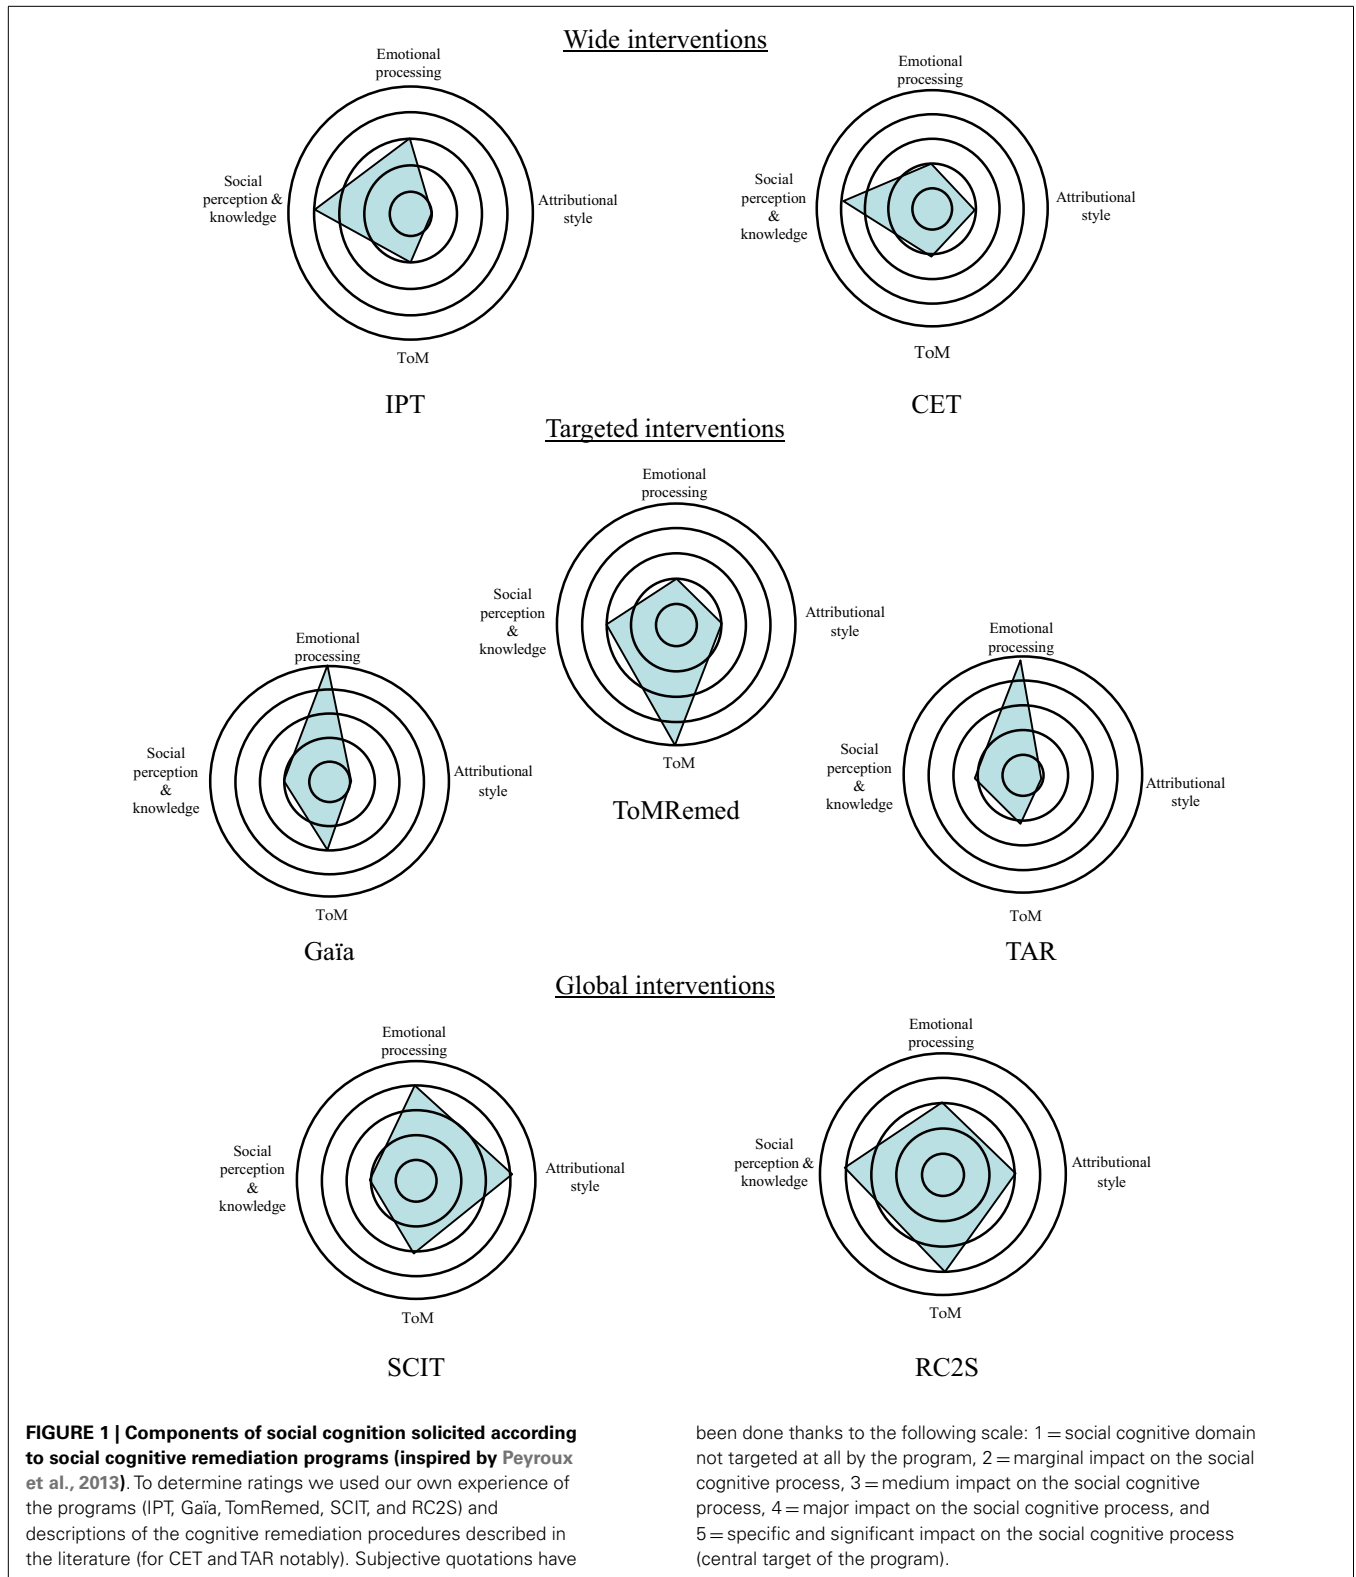 Wide interventions
Emotional
processing
Social
perception &
knowledge
Attributional
style
ToM
IPT
Emotional
processing
Social
perception
&
knowledge
Attributional
style
ToM
CET
Targeted interventions
Emotional
processing
Social
perception
&
knowledge
Attributional
style
ToM
ToMRemed
Emotional
processing
Social
perception
&
knowledge
Attributional
style
ToM
Gaïa
Emotional
processing
Social
perception
&
knowledge
Attributional
style
ToM
TAR
Global interventions
Emotional
processing
Social
perception
&
knowledge
Attributional
style
ToM
SCIT
Emotional
processing
Social
perception &
knowledge
Attributional
style
ToM
RC2S
FIGURE 1 | Components of social cognition solicited according
to social cognitive remediation programs (inspired by Peyroux
et al., 2013). To determine ratings we used our own experience of
the programs (IPT, Gaïa, TomRemed, SCIT, and RC2S) and
descriptions of the cognitive remediation procedures described in
the literature (for CET and TAR notably). Subjective quotations have
been done thanks to the following scale: 1 = social cognitive domain
not targeted at all by the program, 2 = marginal impact on the social
cognitive process, 3 = medium impact on the social cognitive
process, 4 = major impact on the social cognitive process, and
5 = specific and significant impact on the social cognitive process
(central target of the program).